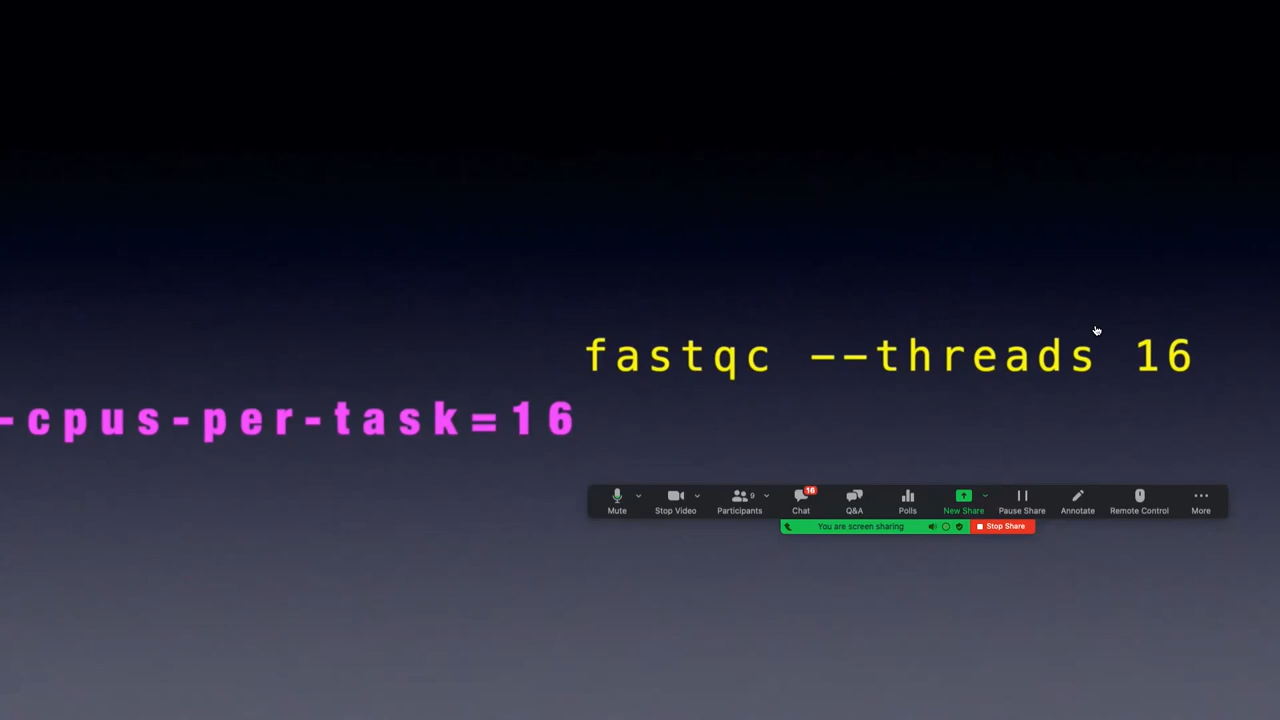 fastqc --threads 16
-cpus-per-task=16
9
16
Mute
Stop Video
Participants
Chat
Q&A
Polls
New Share
Pause Share
Annotate
Remote Control
More
You are screen sharing
Stop Share